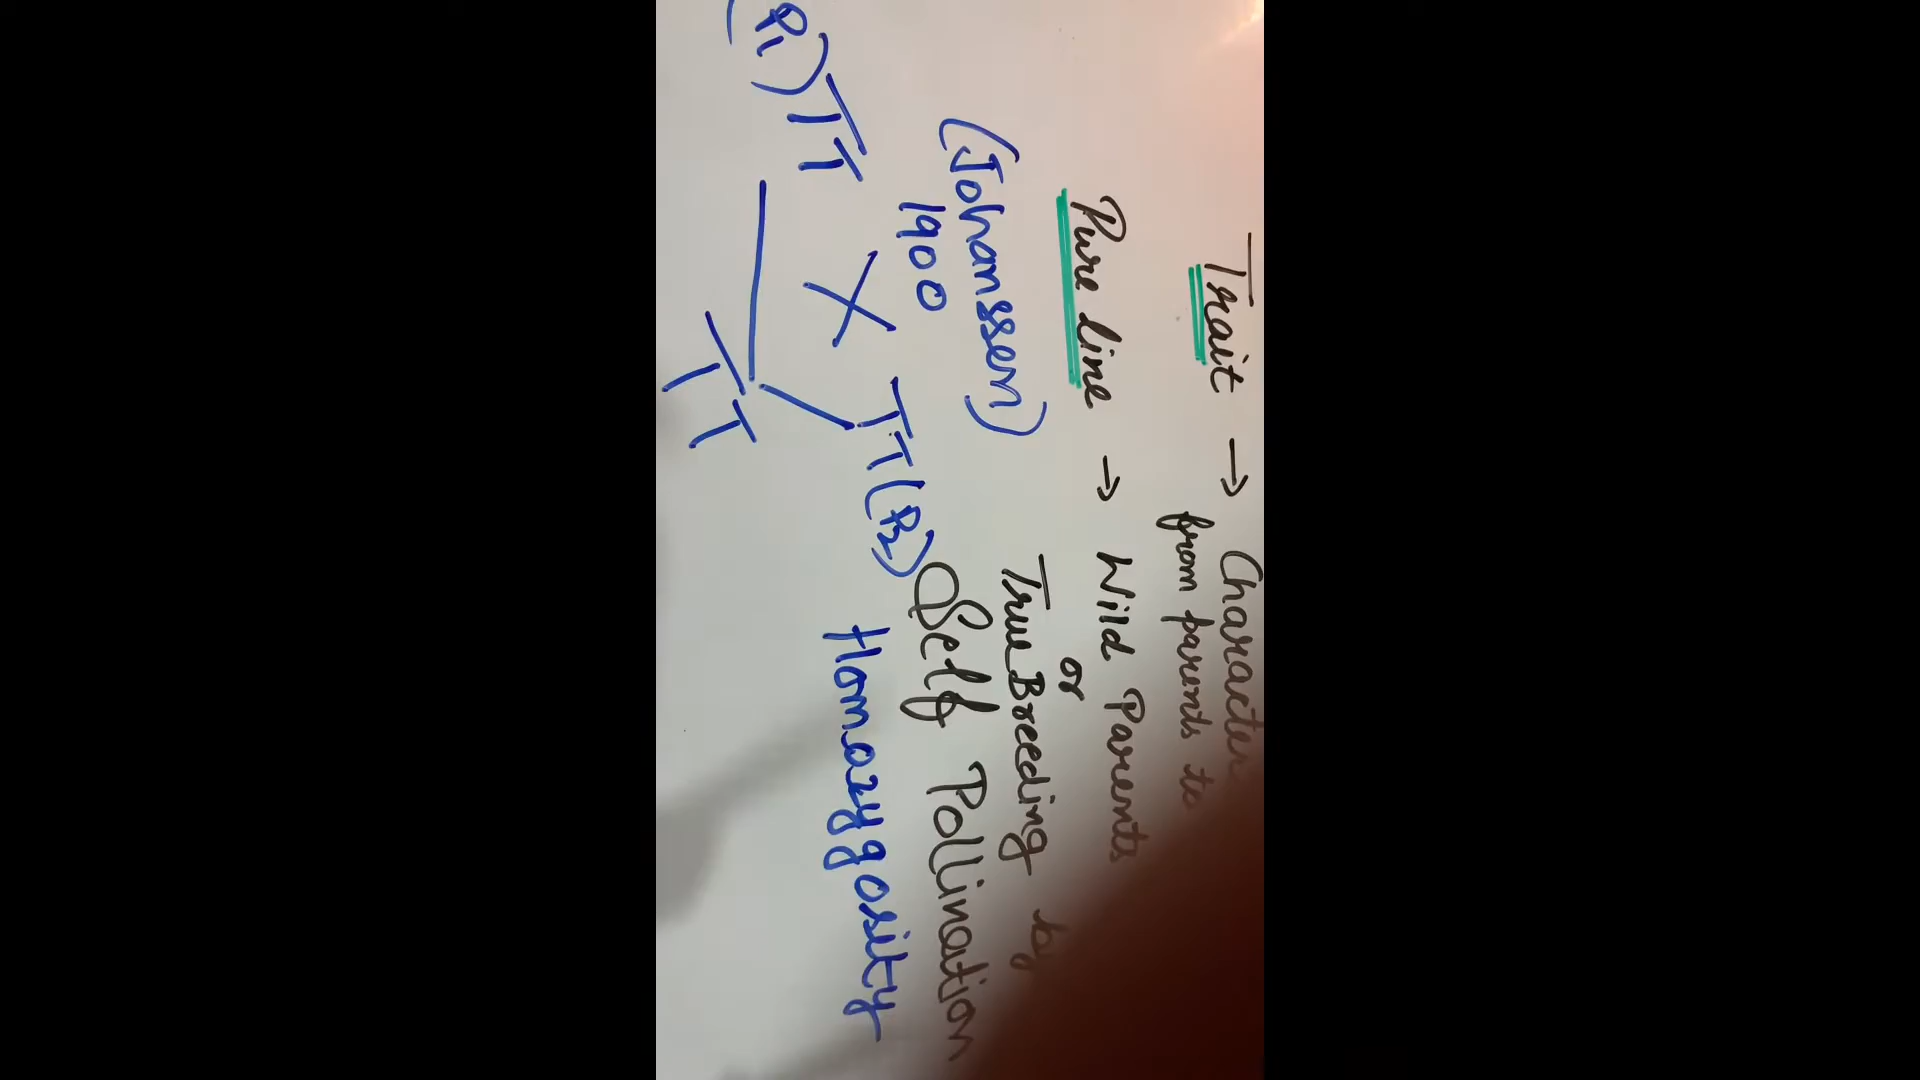 Trait → Character
from parents to
Pure line → Wild Parents
or
(Johanssen) True Breeding by
1900 Self Pollination
(P1) TT X TT (P2) Homozygosity
TT